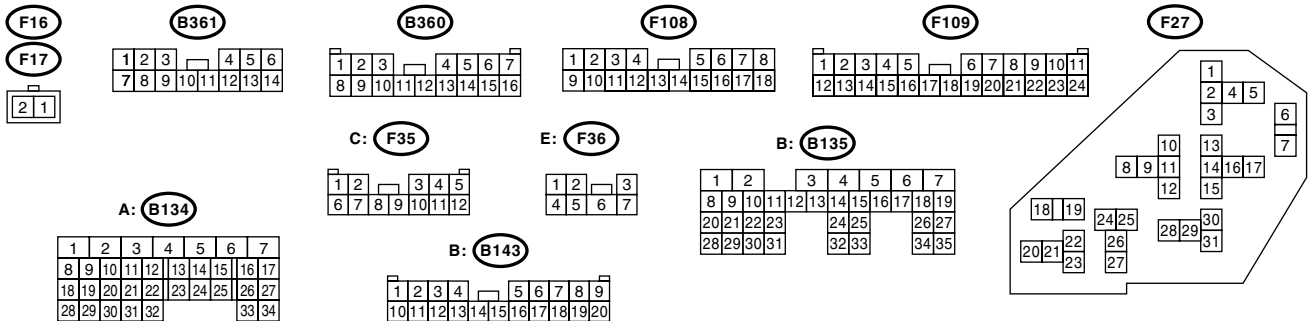 F16
F17
2 1
B361
1 2 3 4 5 6
7 8 9 10 11 12 13 14
B360
1 2 3 4 5 6 7
8 9 10 11 12 13 14 15 16
F108
1 2 3 4 5 6 7 8
9 10 11 12 13 14 15 16 17 18
F109
1 2 3 4 5 6 7 8 9 10 11
12 13 14 15 16 17 18 19 20 21 22 23 24
F27
1
2 4 5
3
6
7
10
8 9 11
12
13
14 16 17
15
18 19
20 21 22
23
24 25
26
27
28 29
30
31
C: F35
1 2 3 4 5
6 7 8 9 10 11 12
E: F36
1 2 3
4 5 6 7
B: B135
1 2 3 4 5 6 7
8 9 10 11 12 13 14 15 16 17 18 19
20 21 22 23 24 25 26 27
28 29 30 31 32 33 34 35
A: B134
1 2 3 4 5 6 7
8 9 10 11 12 13 14 15 16 17
18 19 20 21 22 23 24 25 26 27
28 29 30 31 32 33 34
B: B143
1 2 3 4 5 6 7 8 9
10 11 12 13 14 15 16 17 18 19 20